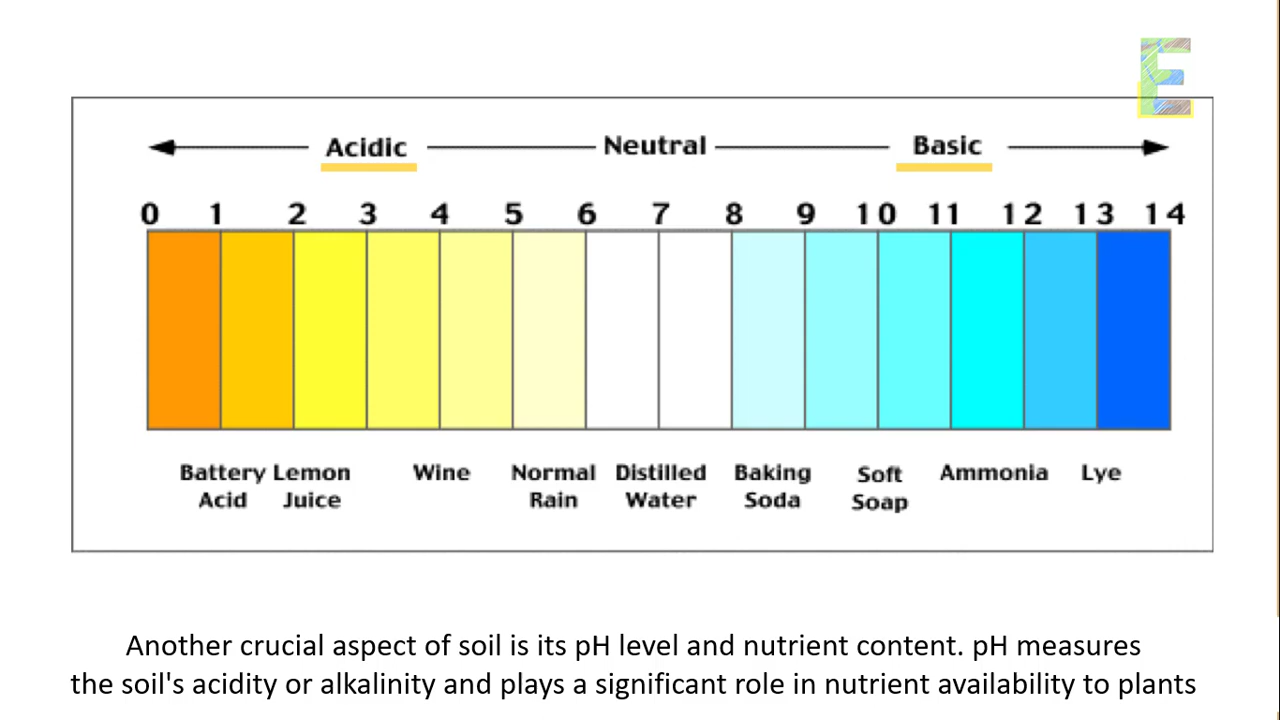 E
Acidic Neutral Basic
0 1 2 3 4 5 6 7 8 9 10 11 12 13 14
Battery Lemon Wine Normal Distilled Baking Soft Ammonia Lye
Acid Juice Rain Water Soda Soap
Another crucial aspect of soil is its pH level and nutrient content. pH measures
the soil's acidity or alkalinity and plays a significant role in nutrient availability to plants